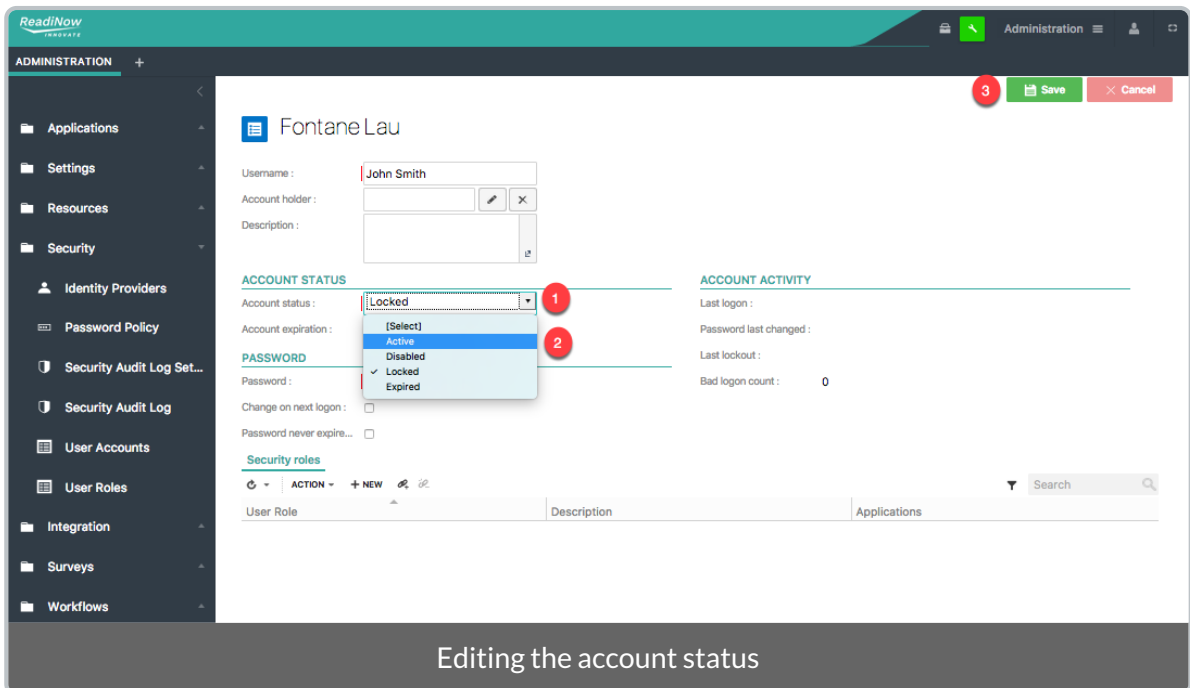 ReadiNow
INNOVATE
Administration
ADMINISTRATION +
3 Save Cancel
Applications
Settings
Resources
Security
Identity Providers
Password Policy
Security Audit Log Set...
Security Audit Log
User Accounts
User Roles
Integration
Surveys
Workflows
Fontane Lau
Username : John Smith
Account holder :
Description :
ACCOUNT STATUS
Account status : Locked 1
[Select]
Active 2
Disabled
✓ Locked
Expired
Account expiration :
PASSWORD
Password :
Change on next logon :
Password never expire...
ACCOUNT ACTIVITY
Last logon :
Password last changed :
Last lockout :
Bad logon count : 0
Security roles
ACTION + NEW Search
User Role Description Applications
Editing the account status